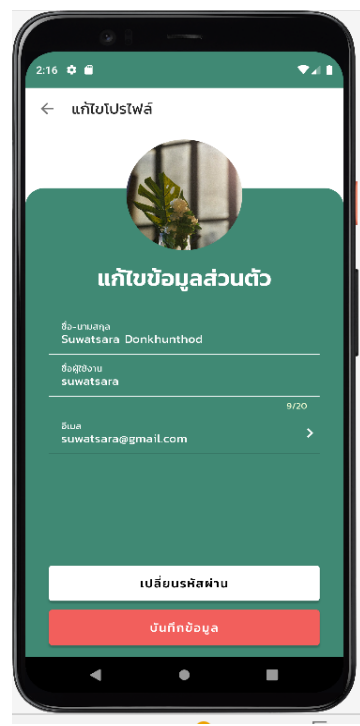 2:16
แก้ไขโปรไฟล์
แก้ไขข้อมูลส่วนตัว
ชื่อ-นามสกุล
Suwatsara Donkhunthod
ชื่อผู้ใช้งาน
suwatsara
9/20
อีเมล
suwatsara@gmail.com
เปลี่ยนรหัสผ่าน
บันทึกข้อมูล